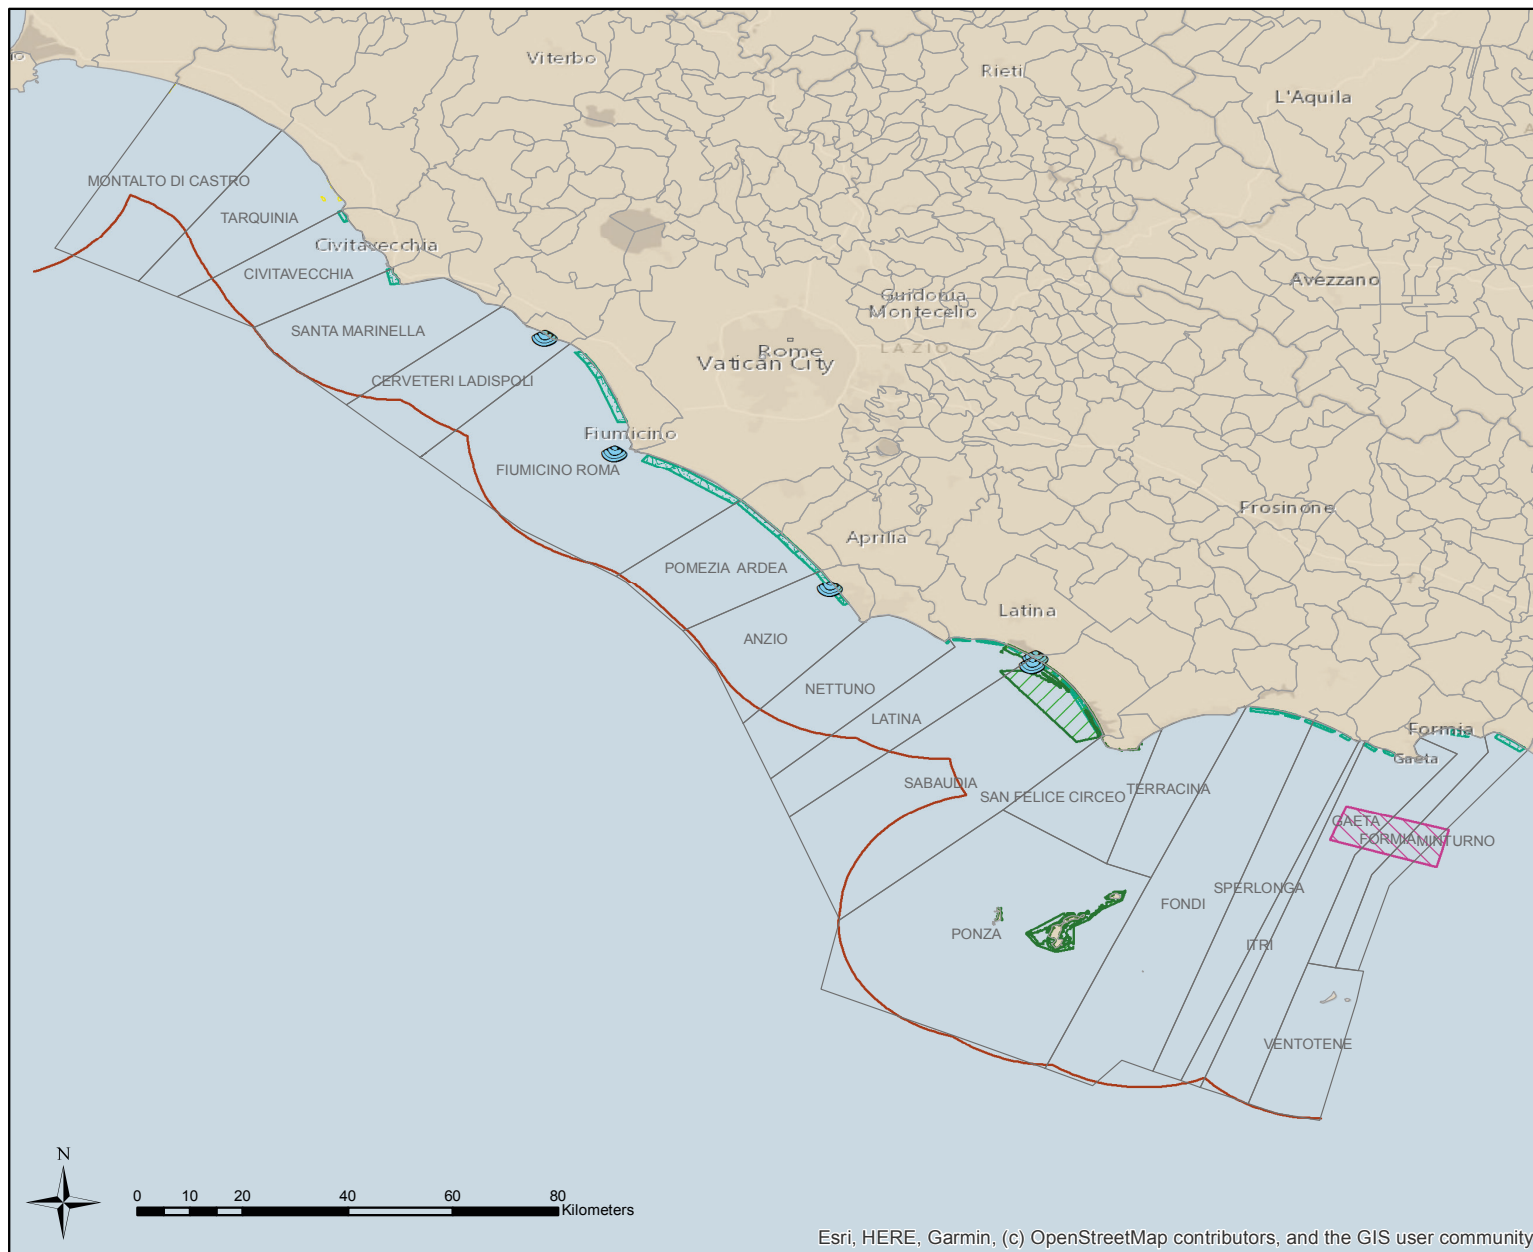 Viterbo
Rieti
L'Aquila
MONTALTO DI CASTRO
TARQUINIA
Civitavecchia
CIVITAVECCHIA
Avezzano
Guidonia
Montecelio
SANTA MARINELLA
Rome
LAZIO
Vatican City
CERVETERI LADISPOLI
Fiumicino
FIUMICINO ROMA
Frosinone
Aprilia
POMEZIA ARDEA
Latina
ANZIO
NETTUNO
LATINA
Formia
Gaeta
SABAUDIA
SAN FELICE CIRCEO
TERRACINA
GAETA
FORMIA
MINTURNO
SPERLONGA
FONDI
PONZA
ITRI
VENTOTENE
N
0 10 20 40 60 80
Kilometers
Esri, HERE, Garmin, (c) OpenStreetMap contributors, and the GIS user community